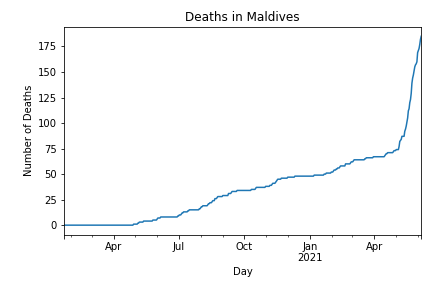 Deaths in Maldives
Number of Deaths
175
150
125
100
75
50
25
0
Apr
Jul
Oct
Jan
2021
Apr
Day